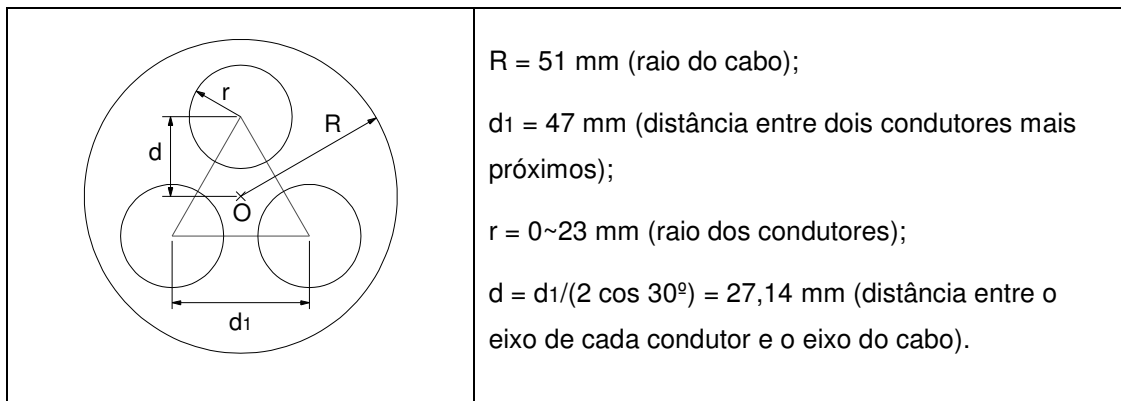 r
R
d
O
d1
R = 51 mm (raio do cabo);
d1 = 47 mm (distância entre dois condutores mais
próximos);
r = 0~23 mm (raio dos condutores);
d = d1/(2 cos 30º) = 27,14 mm (distância entre o
eixo de cada condutor e o eixo do cabo).